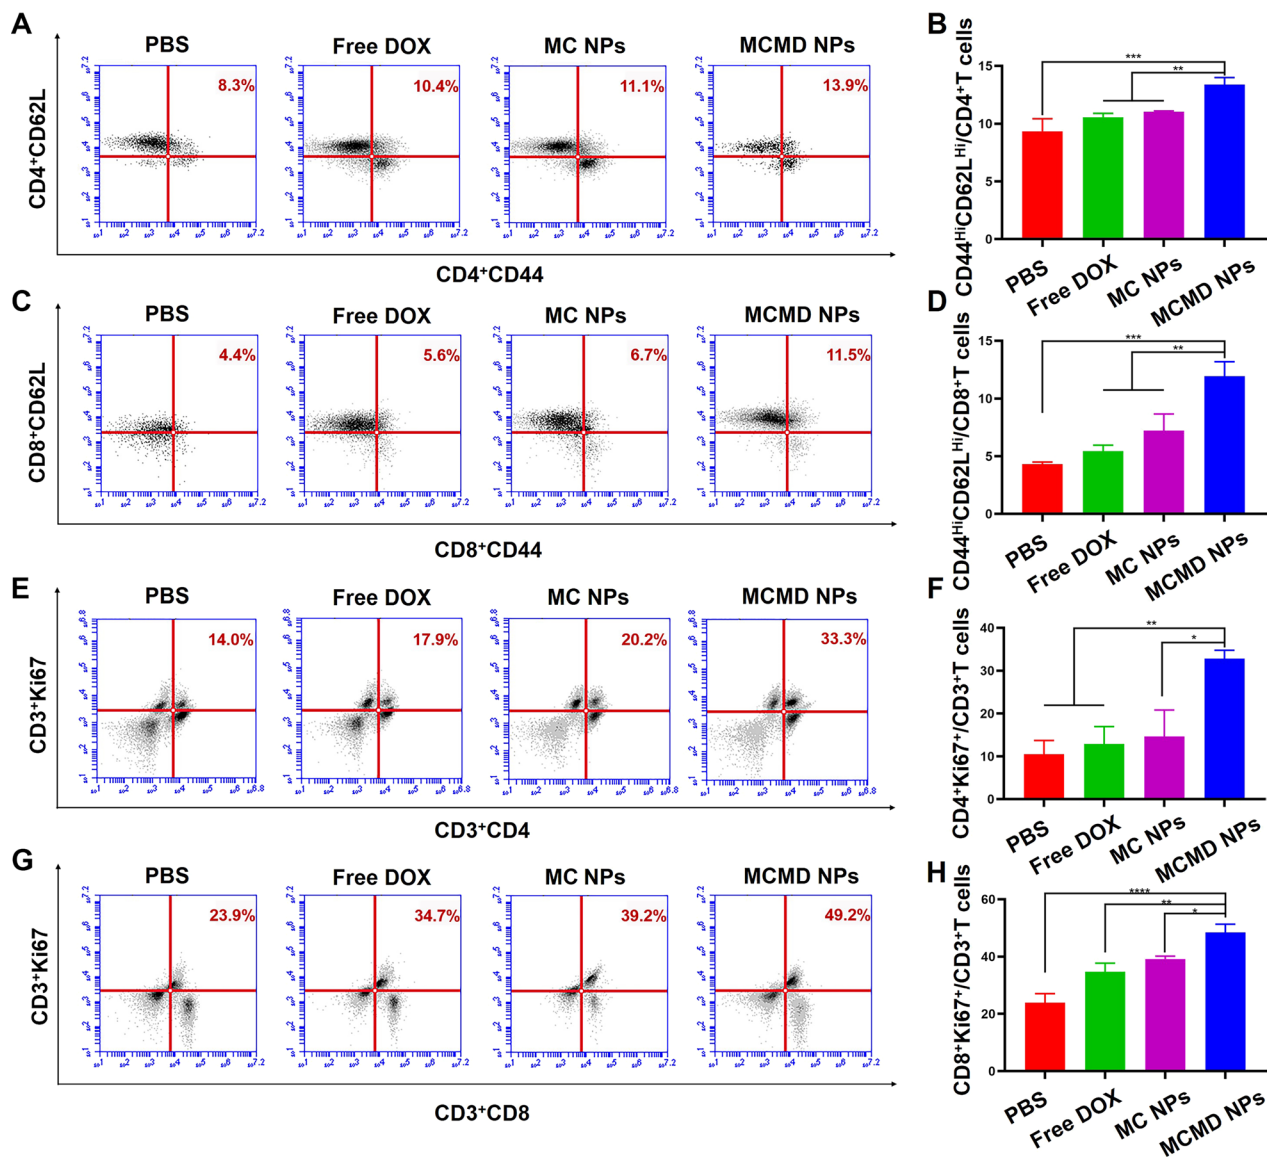 A
PBS
Free DOX
MC NPs
MCMD NPs
8.3%
10.4%
11.1%
13.9%
CD4⁺CD62L
CD4⁺CD44
B
CD44ᴴⁱCD62Lᴴⁱ/CD4⁺T cells
15
10
5
0
***
**
PBS
Free DOX
MC NPs
MCMD NPs
C
PBS
Free DOX
MC NPs
MCMD NPs
4.4%
5.6%
6.7%
11.5%
CD8⁺CD62L
CD8⁺CD44
D
CD44ᴴⁱCD62Lᴴⁱ/CD8⁺T cells
15
10
5
0
***
**
PBS
Free DOX
MC NPs
MCMD NPs
E
PBS
Free DOX
MC NPs
MCMD NPs
14.0%
17.9%
20.2%
33.3%
CD3⁺Ki67
CD3⁺CD4
F
CD4⁺Ki67⁺/CD3⁺T cells
40
30
20
10
0
**
*
PBS
Free DOX
MC NPs
MCMD NPs
G
PBS
Free DOX
MC NPs
MCMD NPs
23.9%
34.7%
39.2%
49.2%
CD3⁺Ki67
CD3⁺CD8
H
CD8⁺Ki67⁺/CD3⁺T cells
60
40
20
0
****
**
*
PBS
Free DOX
MC NPs
MCMD NPs